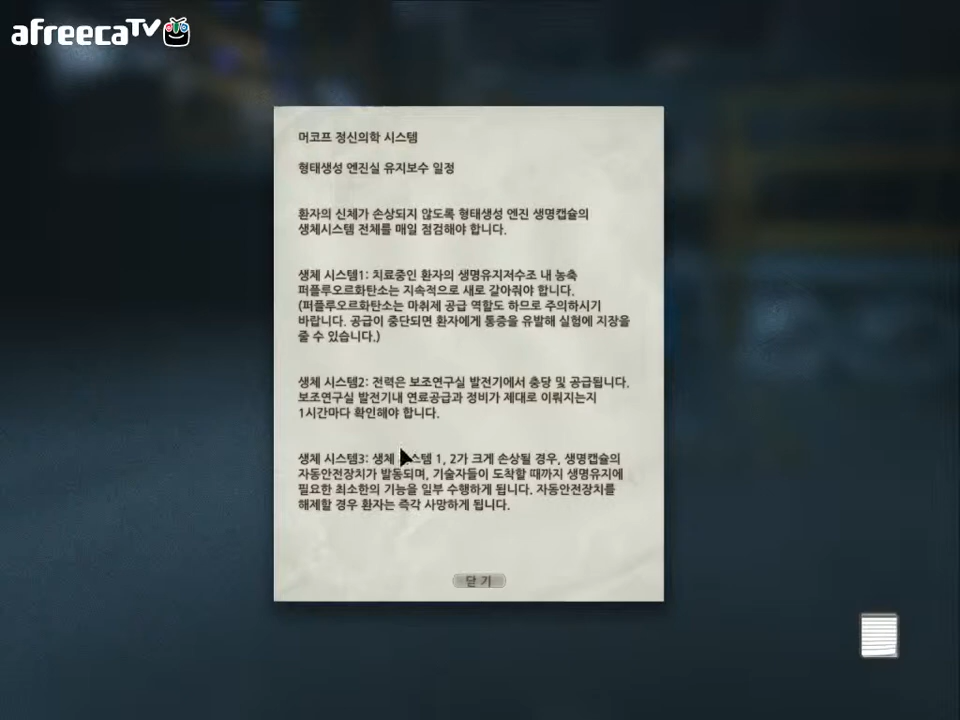 afreecaTV
머코프 정신의학 시스템
형태생성 엔진실 유지보수 일정
환자의 신체가 손상되지 않도록 형태생성 엔진 생명캡슐의
생체시스템 전체를 매일 점검해야 합니다.
생체 시스템1: 치료중인 환자의 생명유지저수조 내 농축
퍼플루오르화탄소는 지속적으로 새로 갈아줘야 합니다.
(퍼플루오르화탄소는 마취제 공급 역할도 하므로 주의하시기
바랍니다. 공급이 중단되면 환자에게 통증을 유발해 실험에 지장을
줄 수 있습니다.)
생체 시스템2: 전력은 보조연구실 발전기에서 충당 및 공급됩니다.
보조연구실 발전기내 연료공급과 정비가 제대로 이뤄지는지
1시간마다 확인해야 합니다.
생체 시스템3: 생체 시스템 1, 2가 크게 손상될 경우, 생명캡슐의
자동안전장치가 발동되며, 기술자들이 도착할 때까지 생명유지에
필요한 최소한의 기능을 일부 수행하게 됩니다. 자동안전장치를
해제할 경우 환자는 즉각 사망하게 됩니다.
닫 기